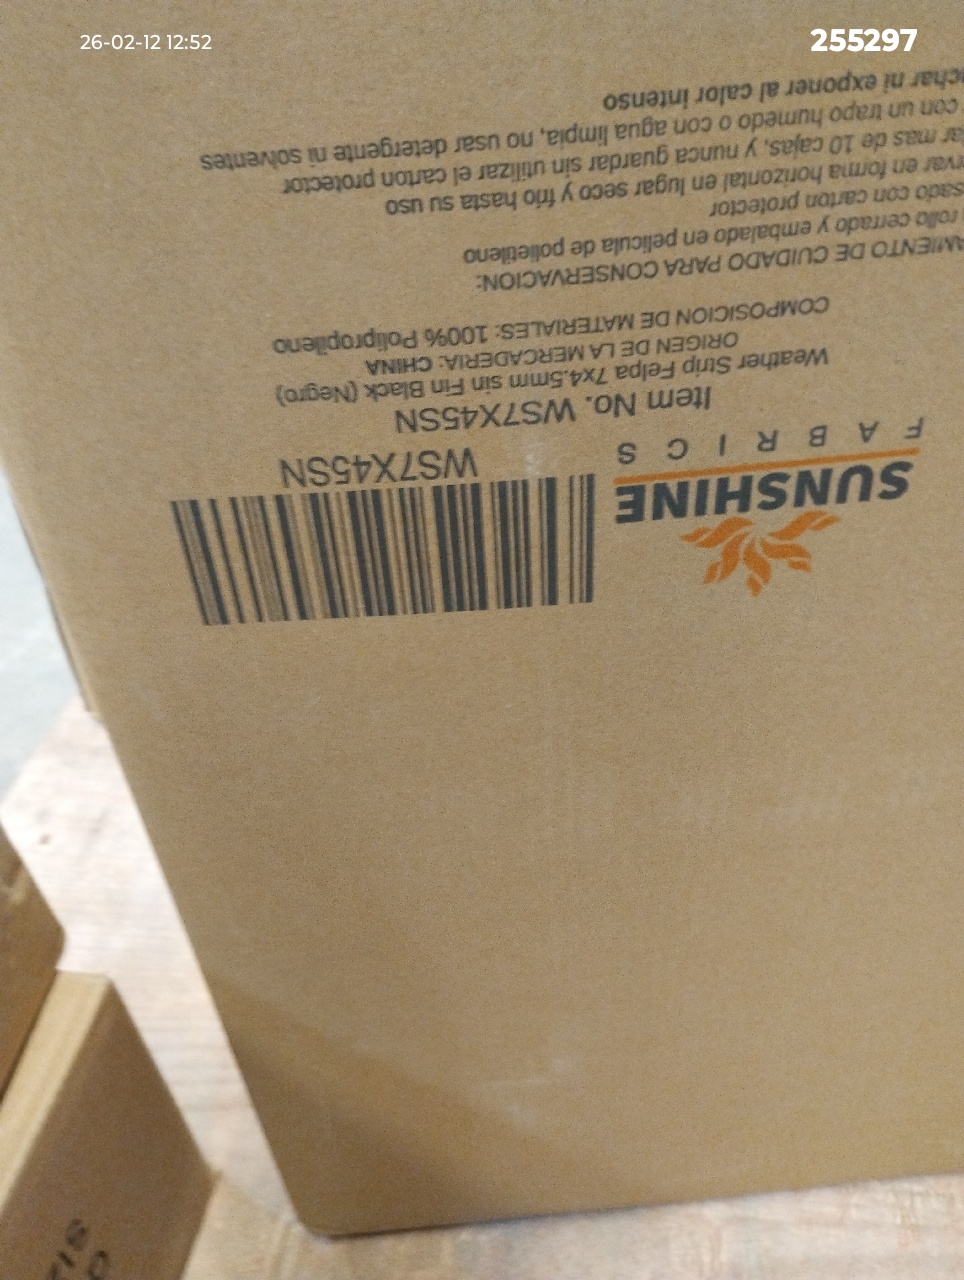 26-02-12 12:52
255297
SUNSHINE
FABRICS
WS7X45SN
Item No. WS7X45SN
Weather Strip Felpa 7x4.5mm sin Fin Black (Negro)
ORIGEN DE LA MERCADERIA: CHINA
COMPOSICION DE MATERIALES: 100% Polipropileno
DE CUIDADO PARA CONSERVACION:
rollo cerrado y embalado en pelicula de polietileno
con carton protector
en forma horizontal en lugar seco y frio hasta su uso
mas de 10 cajas, y nunca guardar sin utilizar el carton protector
con un trapo humedo o con agua limpia, no usar detergente ni solventes
ni exponer al calor intenso